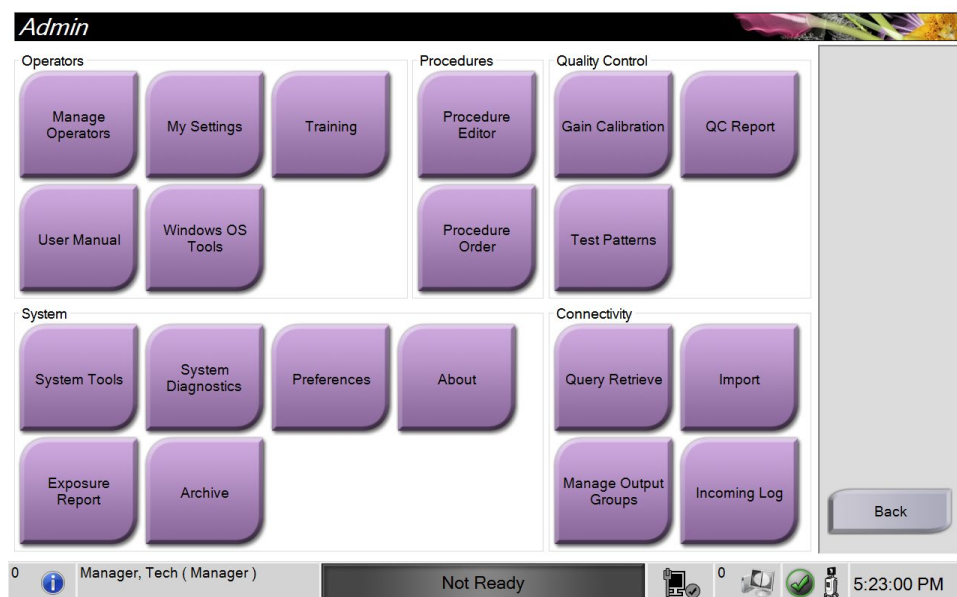 Admin
Operators
Manage
Operators
My Settings
Training
User Manual
Windows OS
Tools
Procedures
Procedure
Editor
Procedure
Order
Quality Control
Gain Calibration
QC Report
Test Patterns
System
System Tools
System
Diagnostics
Preferences
About
Exposure
Report
Archive
Connectivity
Query Retrieve
Import
Manage Output
Groups
Incoming Log
Back
0
Manager, Tech ( Manager )
Not Ready
0
5:23:00 PM